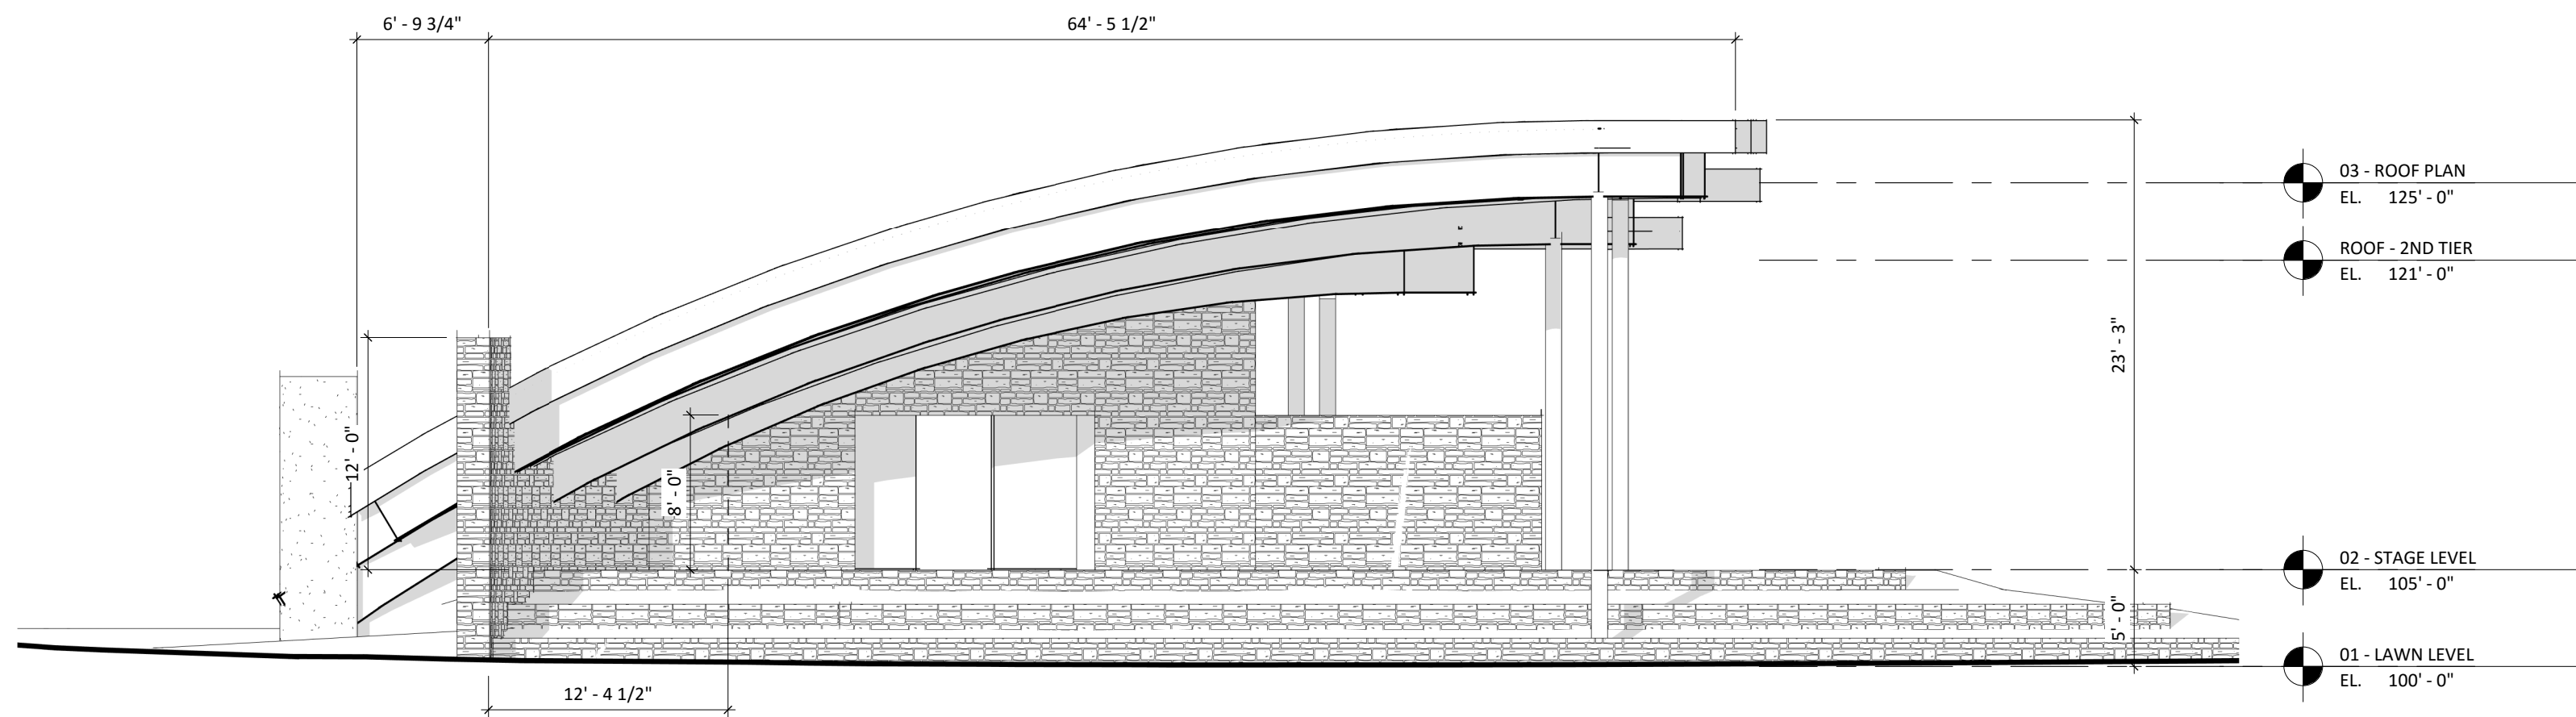 6' - 9 3/4"
64' - 5 1/2"
03 - ROOF PLAN
EL. 125' - 0"
ROOF - 2ND TIER
EL. 121' - 0"
23' - 3"
12' - 0"
8' - 0"
02 - STAGE LEVEL
EL. 105' - 0"
5' - 0"
01 - LAWN LEVEL
EL. 100' - 0"
12' - 4 1/2"